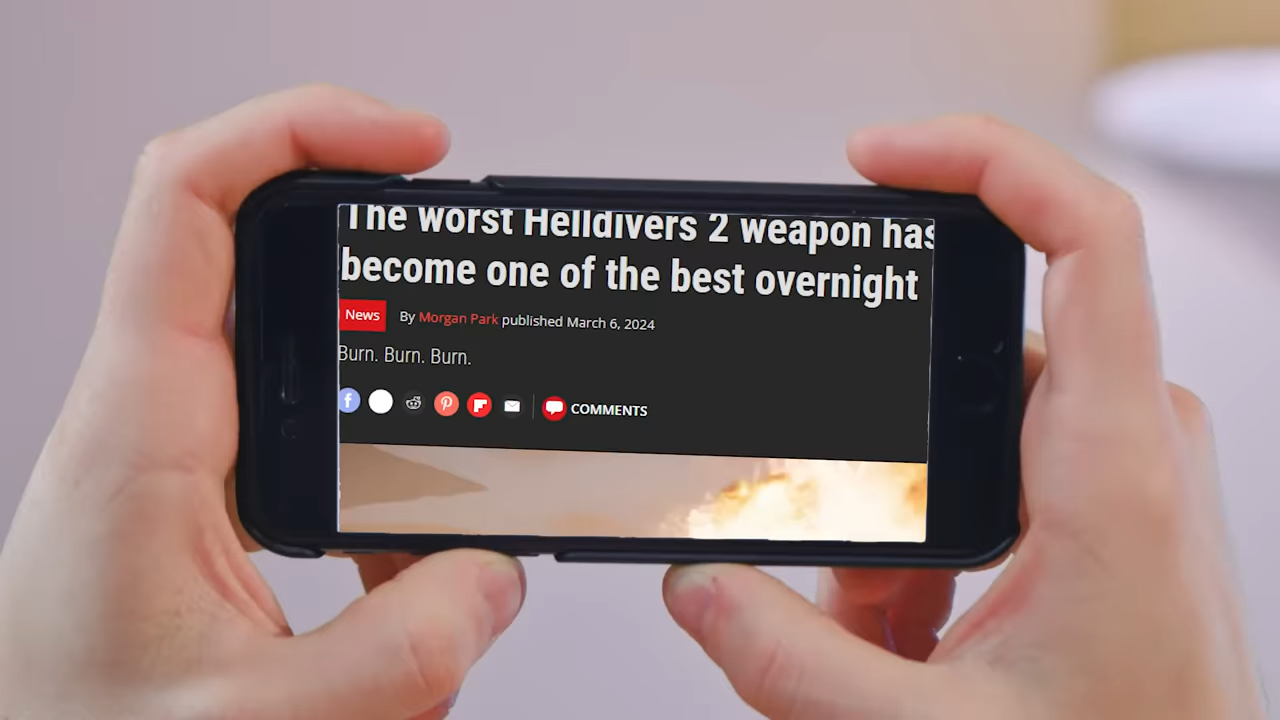 The worst Helldivers 2 weapon has
become one of the best overnight
News By Morgan Park published March 6, 2024
Burn. Burn. Burn.
COMMENTS